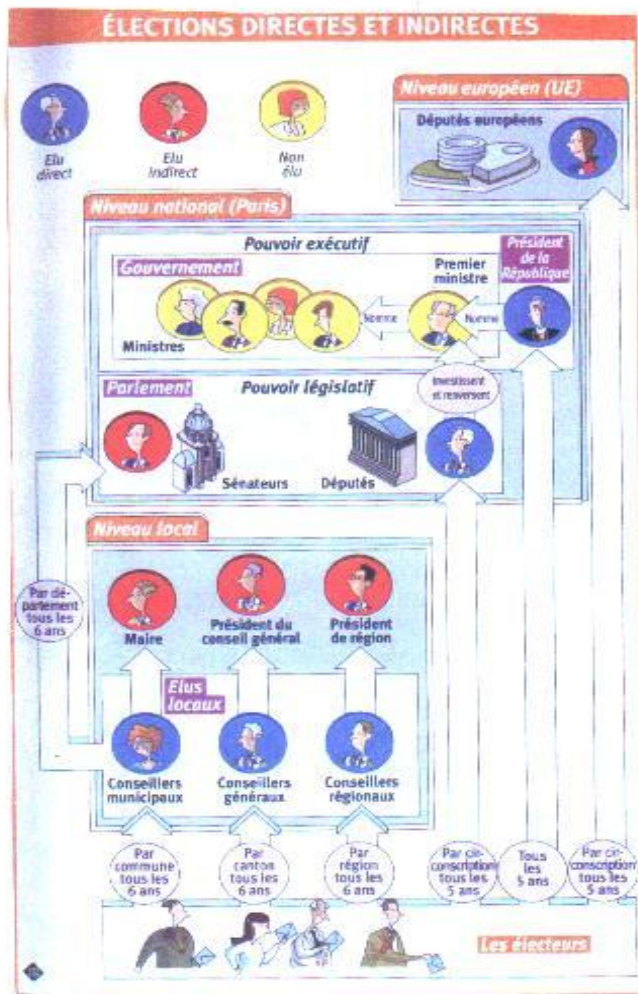 ÉLECTIONS DIRECTES ET INDIRECTES
Elu
direct
Elu
indirect
Non
élu
Niveau européen (UE)
Députés européens
Niveau national (Paris)
Pouvoir exécutif
Gouvernement
Premier
ministre
Président
de la
République
Nomme
Nomme
Ministres
Investissent
et renversent
Parlement
Pouvoir législatif
Sénateurs
Députés
Niveau local
Par dé-
partement
tous les
6 ans
Maire
Président du
conseil général
Président
de région
Elus
locaux
Conseillers
municipaux
Conseillers
généraux
Conseillers
régionaux
Par
commune
tous les
6 ans
Par
canton
tous les
6 ans
Par
région
tous les
6 ans
Par cir-
conscription
tous les
5 ans
Tous
les
5 ans
Par cir-
conscription
tous les
5 ans
Les électeurs